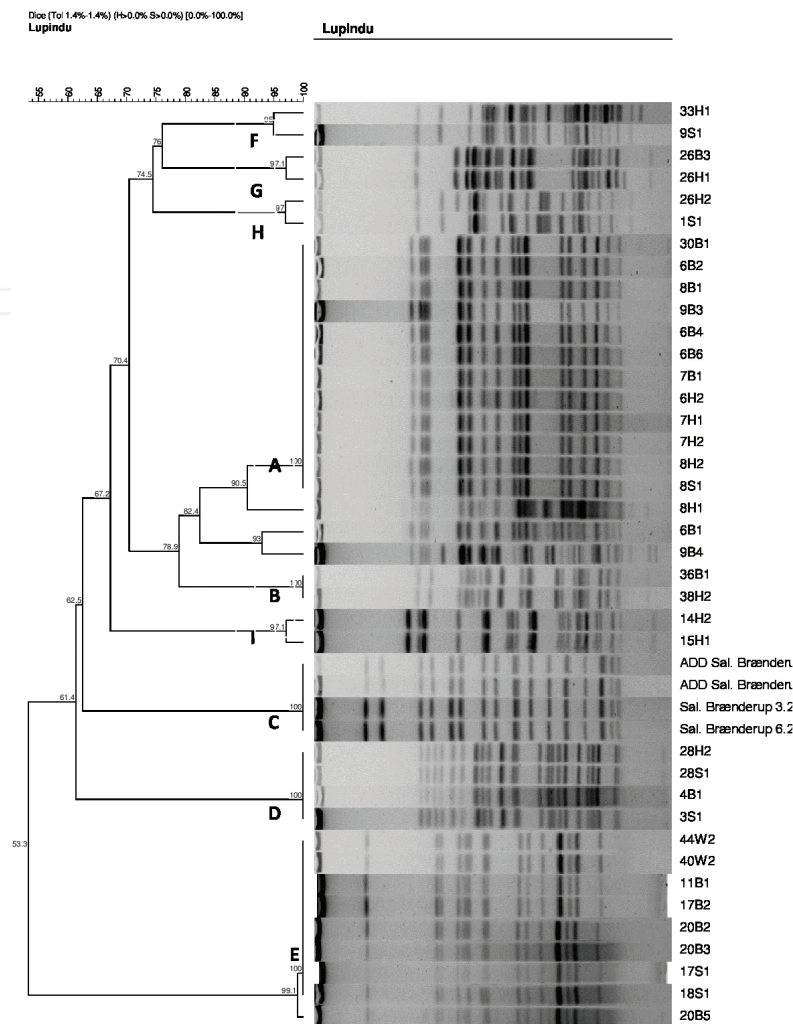 Dice (Tol 1.4%-1.4%) (H>0.0% S>0.0%) [0.0%-100.0%]
Lupindu
Lupindu
55 60 65 70 75 80 85 90 95 100
33H1
9S1
F
76
26B3
97.1
26H1
74.5
G
26H2
97
1S1
H
30B1
6B2
8B1
9B3
6B4
6B6
70.4
7B1
6H2
7H1
7H2
A
100
8H2
90.5
8S1
67.2
8H1
82.4
6B1
93
9B4
78.9
36B1
100
B
38H2
62.5
14H2
97.1
I
15H1
ADD Sal. Brænderu
ADD Sal. Brænderu
61.4
Sal. Brænderup 3.2
100
C
Sal. Brænderup 6.2
28H2
28S1
100
4B1
D
3S1
53.3
44W2
40W2
11B1
17B2
20B2
20B3
E
100
17S1
99.1
18S1
20B5